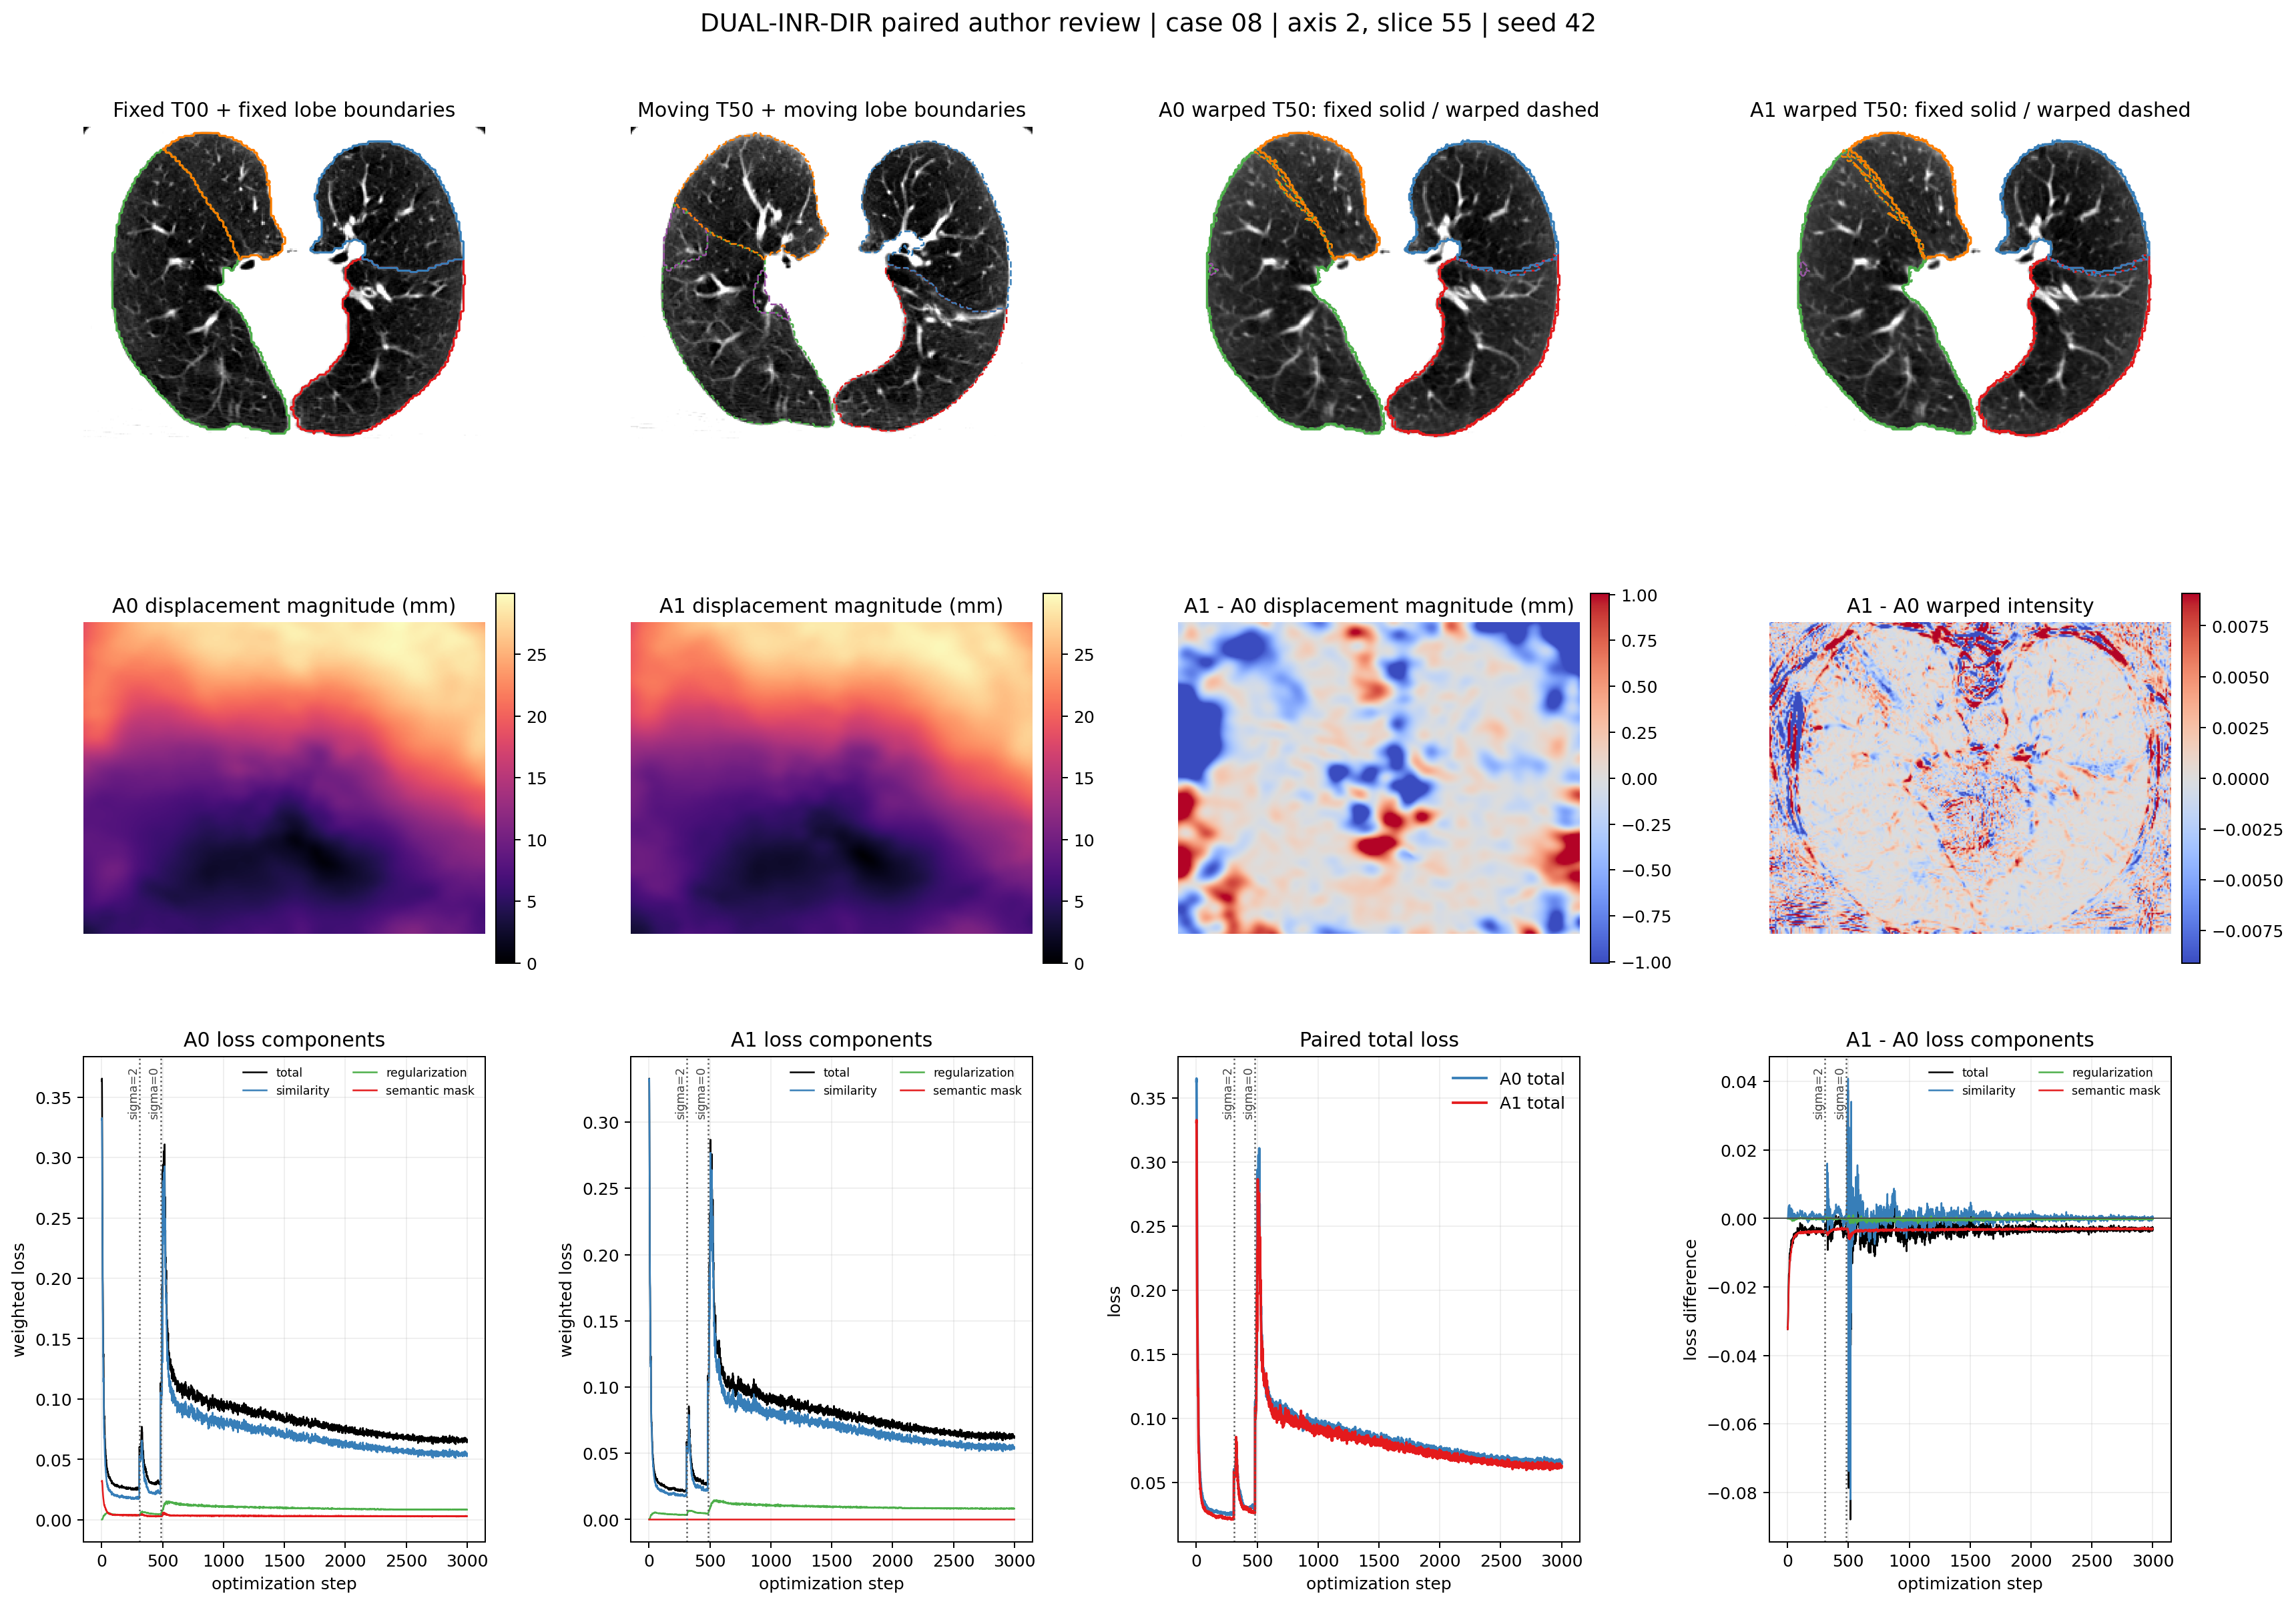 DUAL-INR-DIR paired author review | case 08 | axis 2, slice 55 | seed 42
Fixed T00 + fixed lobe boundaries
Moving T50 + moving lobe boundaries
A0 warped T50: fixed solid / warped dashed
A1 warped T50: fixed solid / warped dashed
A0 displacement magnitude (mm)
25
20
15
10
5
0
A1 displacement magnitude (mm)
25
20
15
10
5
0
A1 - A0 displacement magnitude (mm)
1.00
0.75
0.50
0.25
0.00
−0.25
−0.50
−0.75
−1.00
A1 - A0 warped intensity
0.0075
0.0050
0.0025
0.0000
−0.0025
−0.0050
−0.0075
A0 loss components
weighted loss
0.35
0.30
0.25
0.20
0.15
0.10
0.05
0.00
sigma=2
sigma=0
total
similarity
regularization
semantic mask
0 500 1000 1500 2000 2500 3000
optimization step
A1 loss components
weighted loss
0.30
0.25
0.20
0.15
0.10
0.05
0.00
sigma=2
sigma=0
total
similarity
regularization
semantic mask
0 500 1000 1500 2000 2500 3000
optimization step
Paired total loss
loss
0.35
0.30
0.25
0.20
0.15
0.10
0.05
sigma=2
sigma=0
A0 total
A1 total
0 500 1000 1500 2000 2500 3000
optimization step
A1 - A0 loss components
loss difference
0.04
0.02
0.00
−0.02
−0.04
−0.06
−0.08
sigma=2
sigma=0
total
similarity
regularization
semantic mask
0 500 1000 1500 2000 2500 3000
optimization step